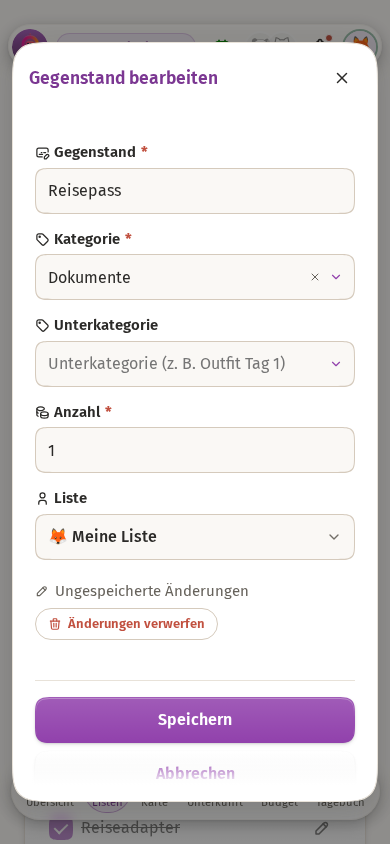 Gegenstand bearbeiten
Gegenstand *
Reisepass
Kategorie *
Dokumente
Unterkategorie
Unterkategorie (z. B. Outfit Tag 1)
Anzahl *
1
Liste
🦊 Meine Liste
Ungespeicherte Änderungen
Änderungen verwerfen
Speichern
Abbrechen
Übersicht Listen Karte Unterkunft Budget Tagebuch
Reiseadapter